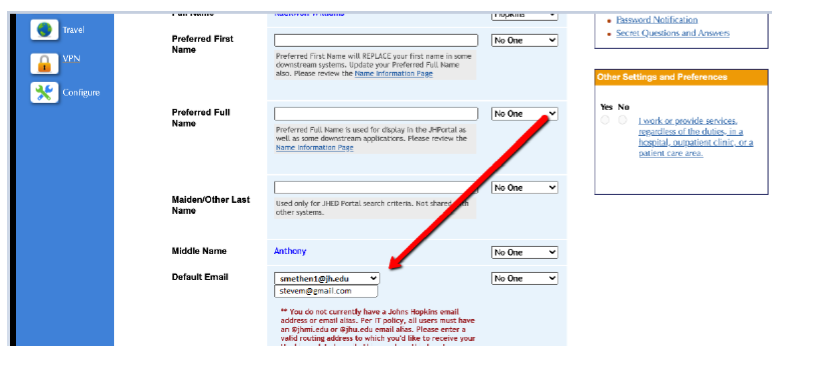 Travel
VPN
Configure
Full Name
Hopkins
Preferred First
Name
No One
Preferred First Name will REPLACE your first name in some
downstream systems. Update your Preferred Full Name
also. Please review the Name Information Page
Preferred Full
Name
No One
Preferred Full Name is used for display in the JHPortal as
well as some downstream applications. Please review the
Name Information Page
Maiden/Other Last
Name
No One
Used only for JHED Portal search criteria. Not shared with
other systems.
Middle Name
Anthony
No One
Default Email
smethen1@jh.edu
No One
stevem@gmail.com
** You do not currently have a Johns Hopkins email
address or email alias. Per IT policy, all users must have
an @jhmi.edu or @jhu.edu email alias. Please enter a
valid routing address to which you'd like to receive your
Password Notification
Secret Questions and Answers
Other Settings and Preferences
Yes No
I work or provide services,
regardless of the duties, in a
hospital, outpatient clinic, or a
patient care area.